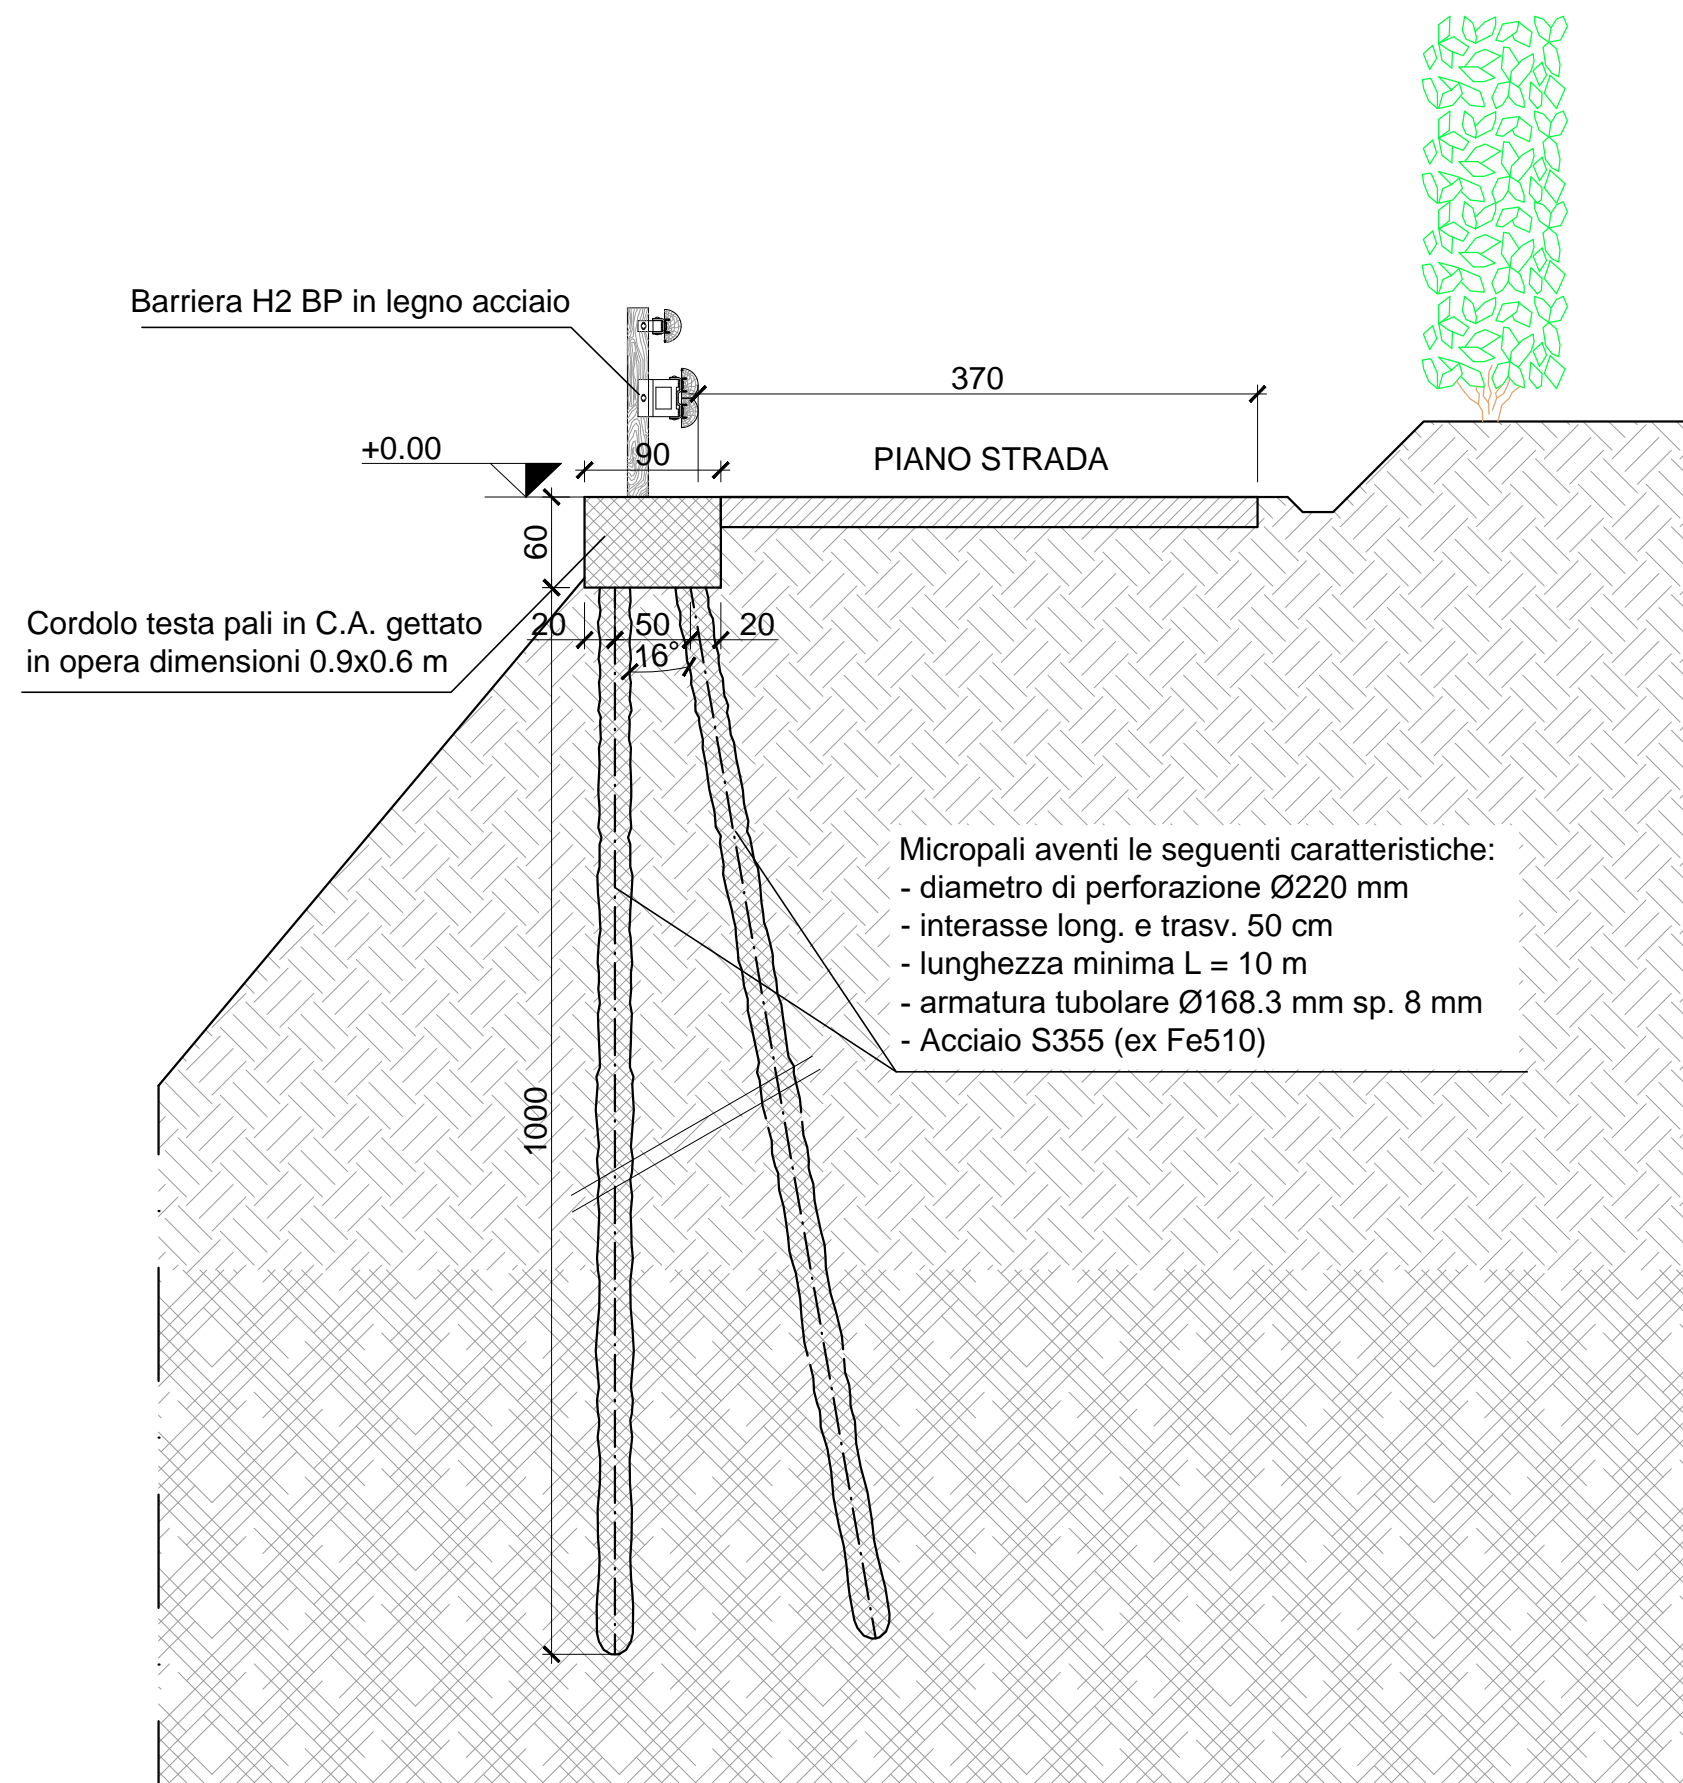 Barriera H2 BP in legno acciaio
370
+0.00
90
PIANO STRADA
60
Cordolo testa pali in C.A. gettato
in opera dimensioni 0.9x0.6 m
20
50
20
16°
Micropali aventi le seguenti caratteristiche:
- diametro di perforazione Ø220 mm
- interasse long. e trasv. 50 cm
- lunghezza minima L = 10 m
- armatura tubolare Ø168.3 mm sp. 8 mm
- Acciaio S355 (ex Fe510)
1000